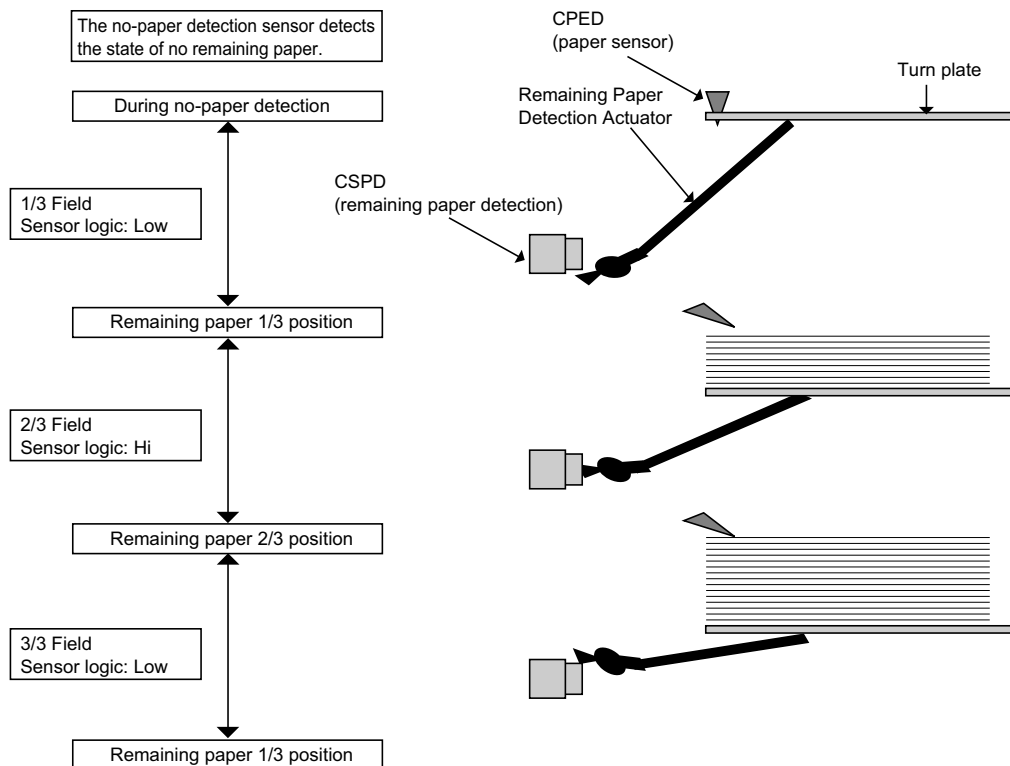 The no-paper detection sensor detects
the state of no remaining paper.
During no-paper detection
1/3 Field
Sensor logic: Low
Remaining paper 1/3 position
2/3 Field
Sensor logic: Hi
Remaining paper 2/3 position
3/3 Field
Sensor logic: Low
Remaining paper 1/3 position
CPED
(paper sensor)
Turn plate
Remaining Paper
Detection Actuator
CSPD
(remaining paper detection)